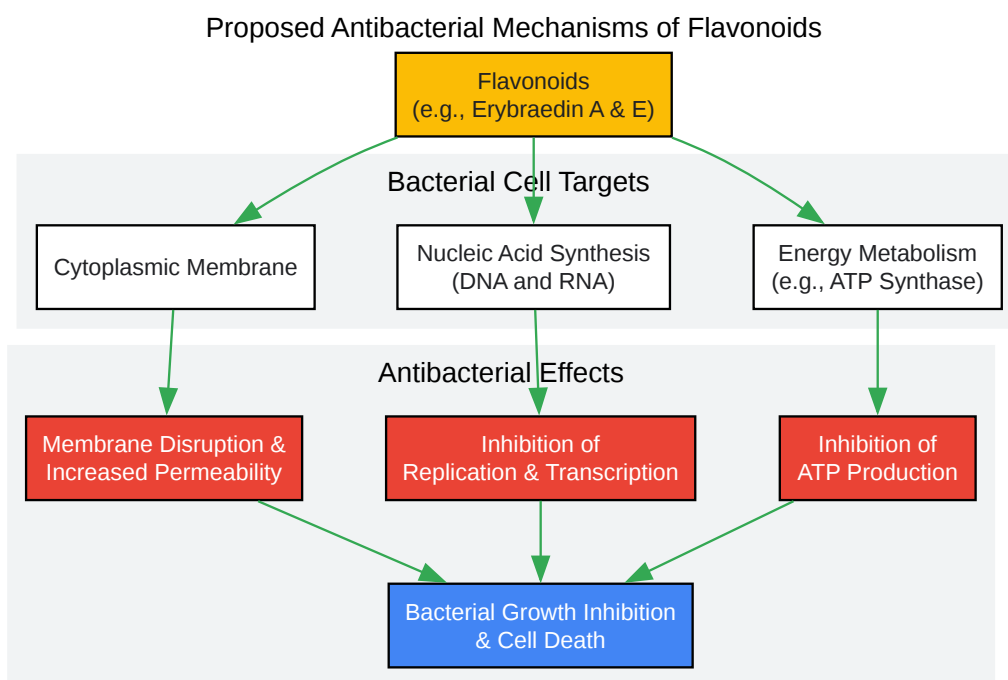 Proposed Antibacterial Mechanisms of Flavonoids
Flavonoids
(e.g., Erybraedin A & E)
Bacterial Cell Targets
Cytoplasmic Membrane
Nucleic Acid Synthesis
(DNA and RNA)
Energy Metabolism
(e.g., ATP Synthase)
Antibacterial Effects
Membrane Disruption &
Increased Permeability
Inhibition of
Replication & Transcription
Inhibition of
ATP Production
Bacterial Growth Inhibition
& Cell Death